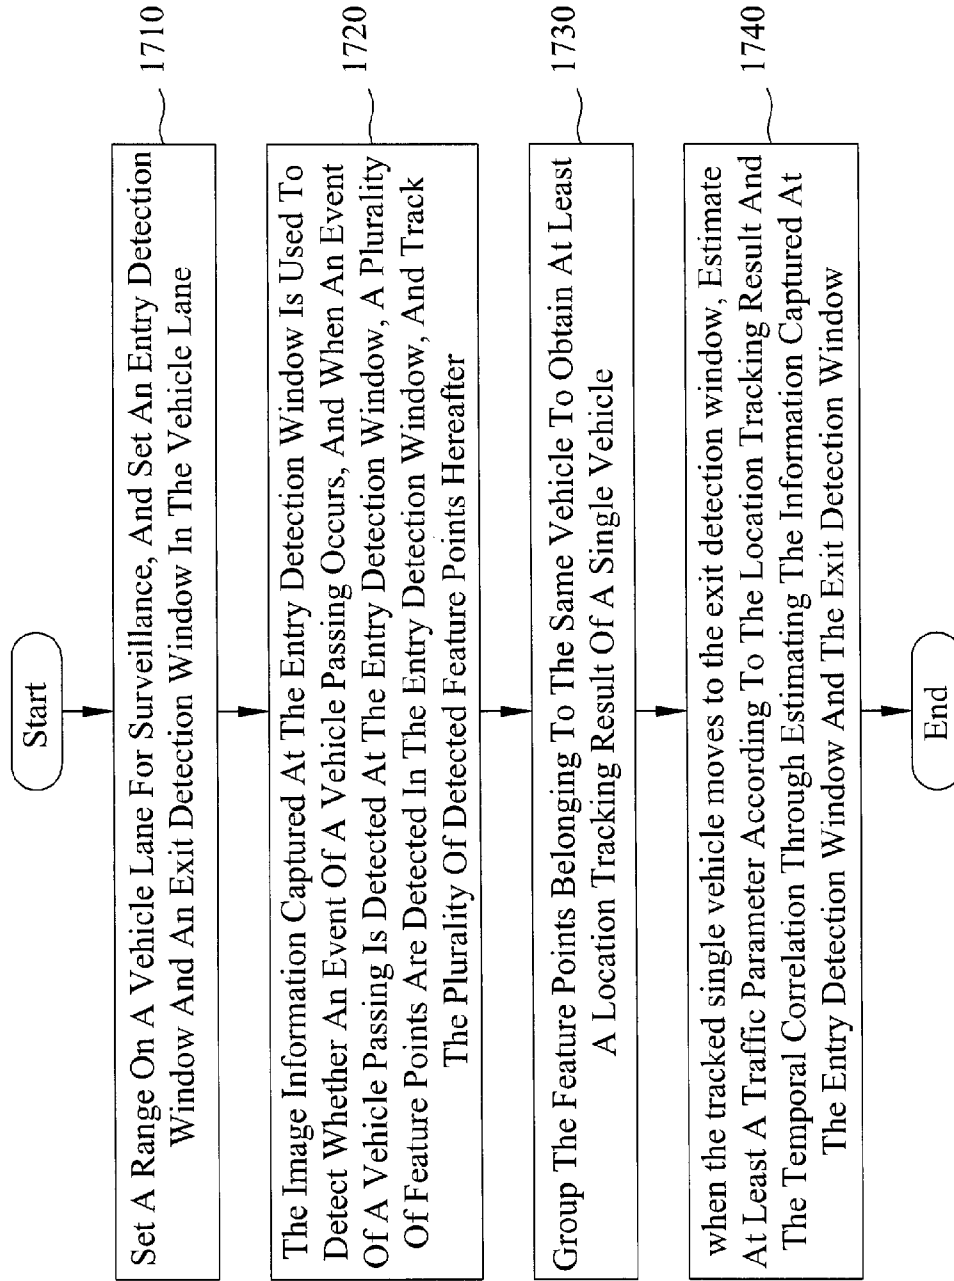 Start
Set A Range On A Vehicle Lane For Surveillance, And Set An Entry Detection
Window And An Exit Detection Window In The Vehicle Lane
1710
The Image Information Captured At The Entry Detection Window Is Used To
Detect Whether An Event Of A Vehicle Passing Occurs, And When An Event
Of A Vehicle Passing Is Detected At The Entry Detection Window, A Plurality
Of Feature Points Are Detected In The Entry Detection Window, And Track
The Plurality Of Detected Feature Points Hereafter
1720
Group The Feature Points Belonging To The Same Vehicle To Obtain At Least
A Location Tracking Result Of A Single Vehicle
1730
when the tracked single vehicle moves to the exit detection window, Estimate
At Least A Traffic Parameter According To The Location Tracking Result And
The Temporal Correlation Through Estimating The Information Captured At
The Entry Detection Window And The Exit Detection Window
1740
End